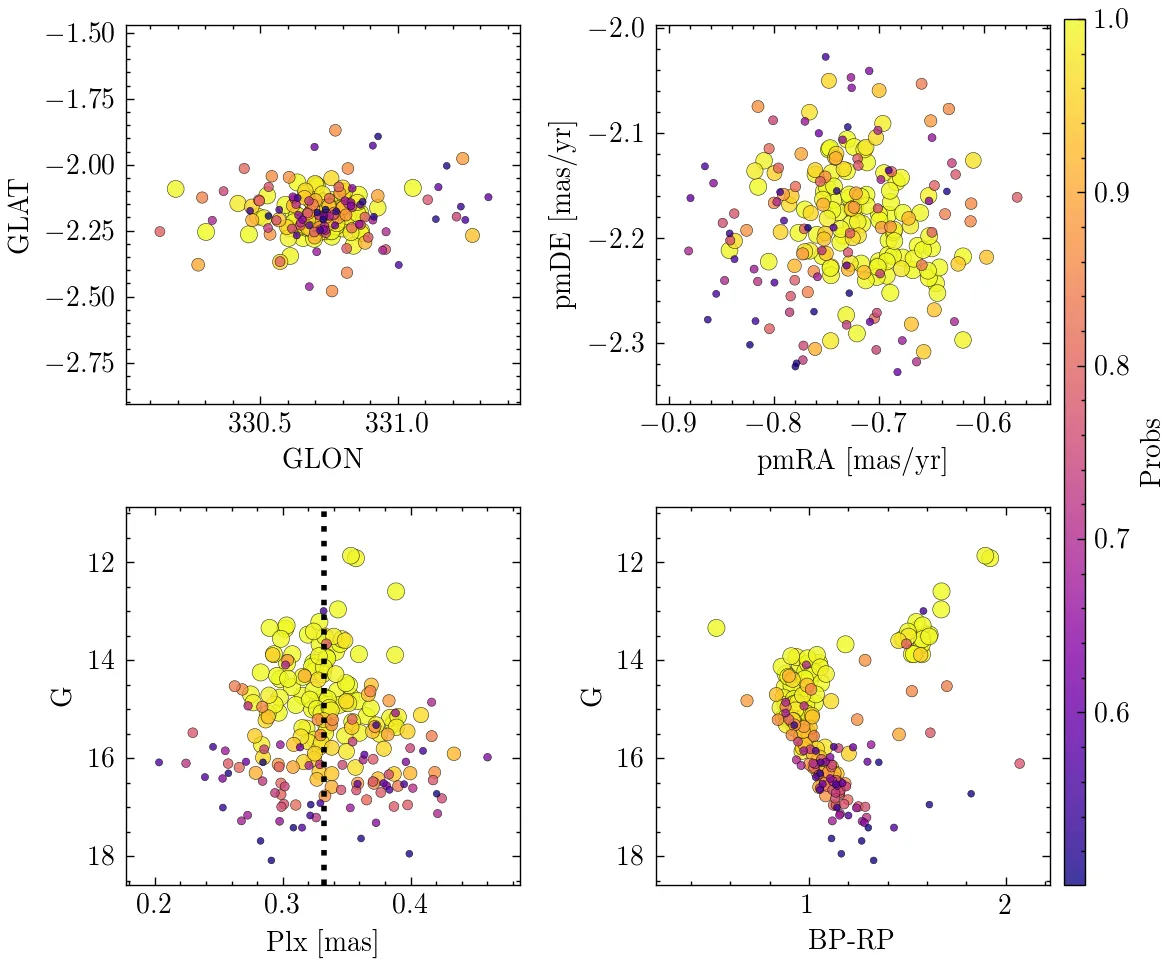 −1.50
−1.75
−2.00
−2.25
−2.50
−2.75
GLAT
330.5 331.0
GLON
−2.0
−2.1
−2.2
−2.3
pmDE [mas/yr]
−0.9 −0.8 −0.7 −0.6
pmRA [mas/yr]
12
14
16
18
G
0.2 0.3 0.4
Plx [mas]
12
14
16
18
G
1 2
BP-RP
1.0
0.9
0.8
0.7
0.6
Probs